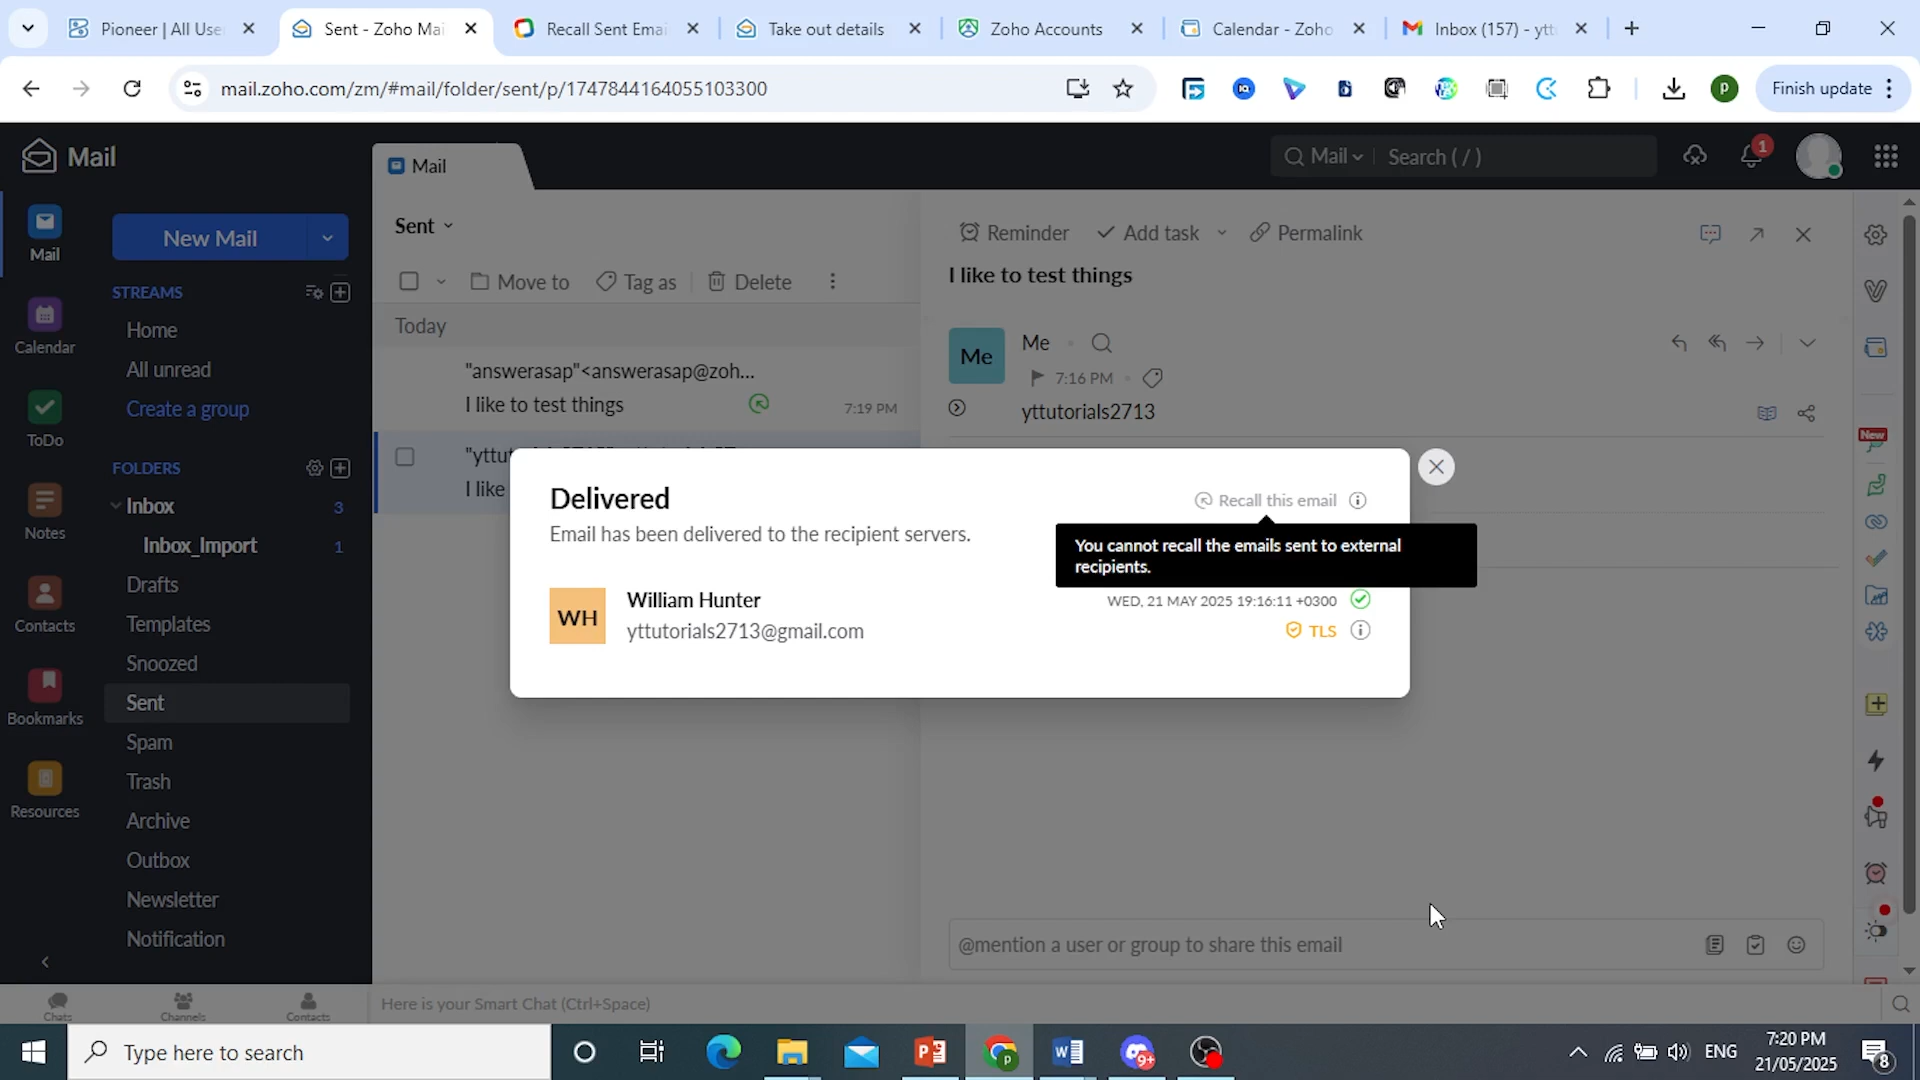 Pioneer | All Use
Sent - Zoho Mai
Recall Sent Emai
Take out details
Zoho Accounts
Calendar - Zoho
Inbox (157) - ytt
mail.zoho.com/zm/#mail/folder/sent/p/1747844164055103300
Finish update
Mail
Mail
Mail
Search ( / )
1
Mail
Calendar
ToDo
Notes
Contacts
Bookmarks
Resources
New Mail
STREAMS
Home
All unread
Create a group
FOLDERS
Inbox 3
Inbox_Import 1
Drafts
Templates
Snoozed
Sent
Spam
Trash
Archive
Outbox
Newsletter
Notification
Sent
Move to
Tag as
Delete
Today
"answerasap"<answerasap@zoh...
I like to test things
7:19 PM
I like
Reminder
Add task
Permalink
I like to test things
Me
Me
7:16 PM
yttutorials2713
New
Delivered
Email has been delivered to the recipient servers.
Recall this email
You cannot recall the emails sent to external
recipients.
WH
William Hunter
yttutorials2713@gmail.com
WED, 21 MAY 2025 19:16:11 +0300
TLS
@mention a user or group to share this email
Chats
Channels
Contacts
Here is your Smart Chat (Ctrl+Space)
Type here to search
9+
ENG
7:20 PM
21/05/2025
8